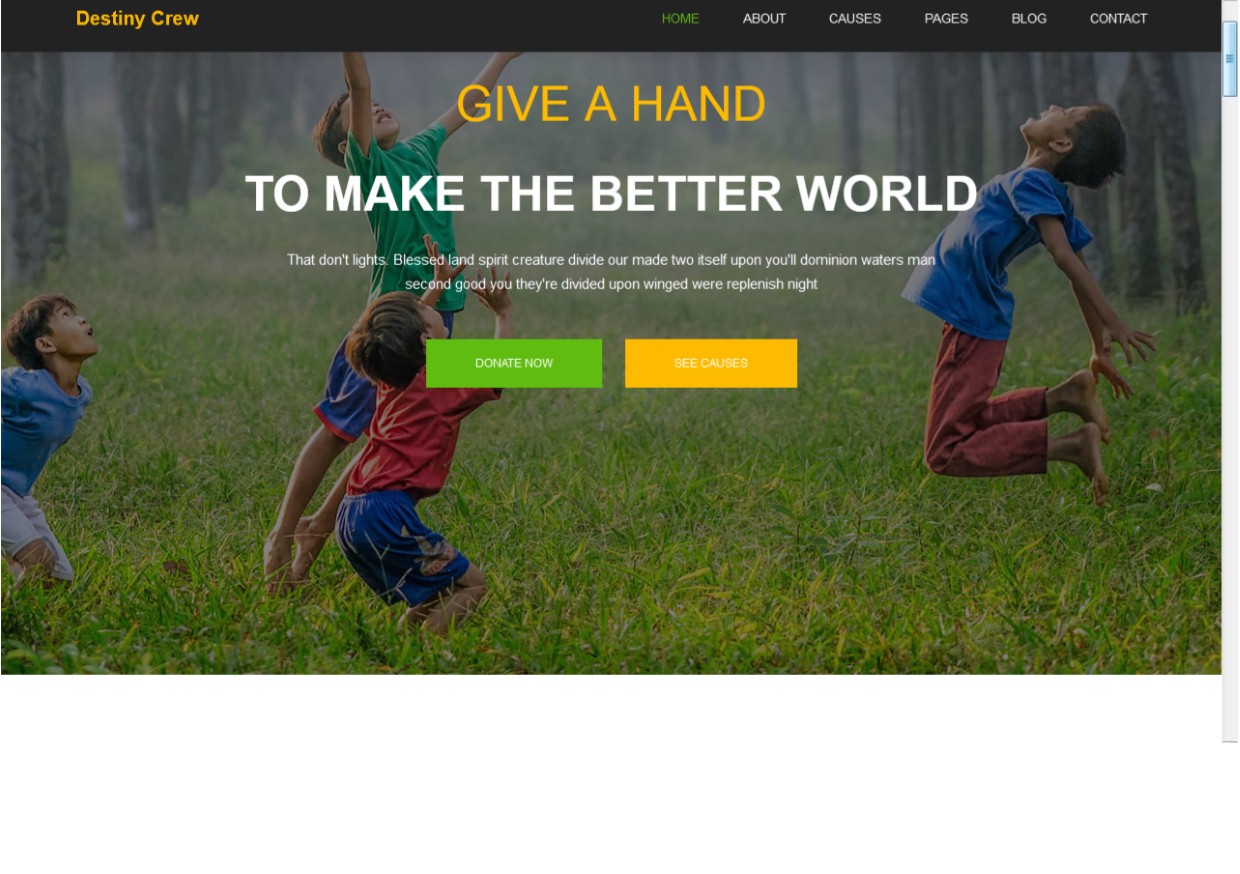 Destiny Crew
HOME ABOUT CAUSES PAGES BLOG CONTACT
GIVE A HAND
TO MAKE THE BETTER WORLD
That don't lights. Blessed land spirit creature divide our made two itself upon you'll dominion waters man
second good you they're divided upon winged were replenish night
DONATE NOW SEE CAUSES